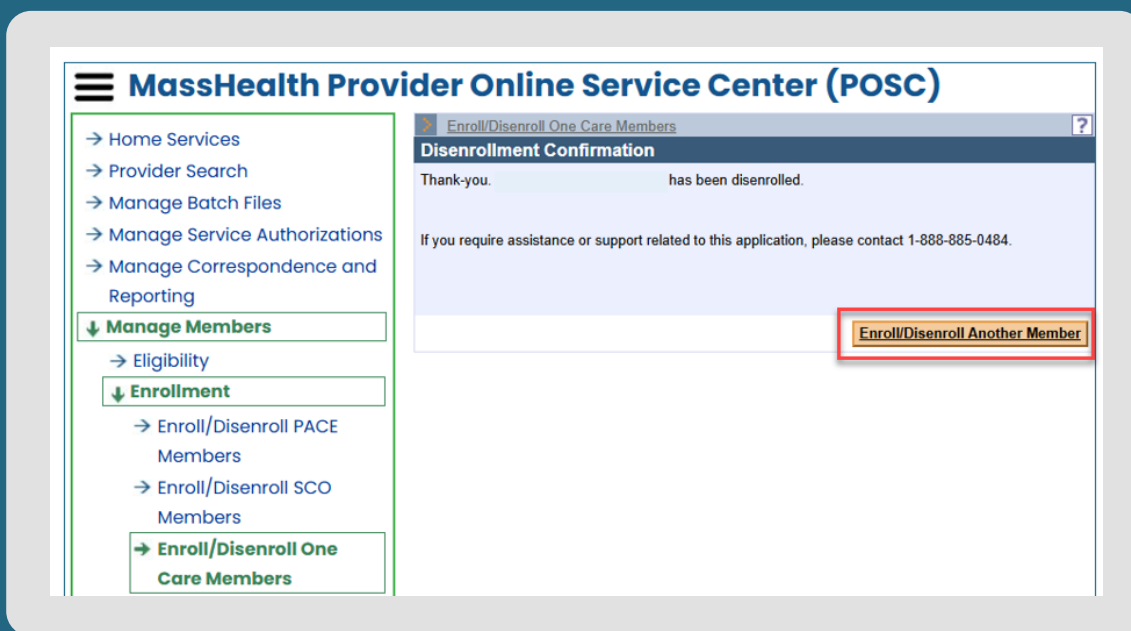 MassHealth Provider Online Service Center (POSC)
→ Home Services
→ Provider Search
→ Manage Batch Files
→ Manage Service Authorizations
→ Manage Correspondence and
Reporting
↓ Manage Members
→ Eligibility
↓ Enrollment
→ Enroll/Disenroll PACE
Members
→ Enroll/Disenroll SCO
Members
→ Enroll/Disenroll One
Care Members
Enroll/Disenroll One Care Members
?
Disenrollment Confirmation
Thank-you. has been disenrolled.
If you require assistance or support related to this application, please contact 1-888-885-0484.
Enroll/Disenroll Another Member